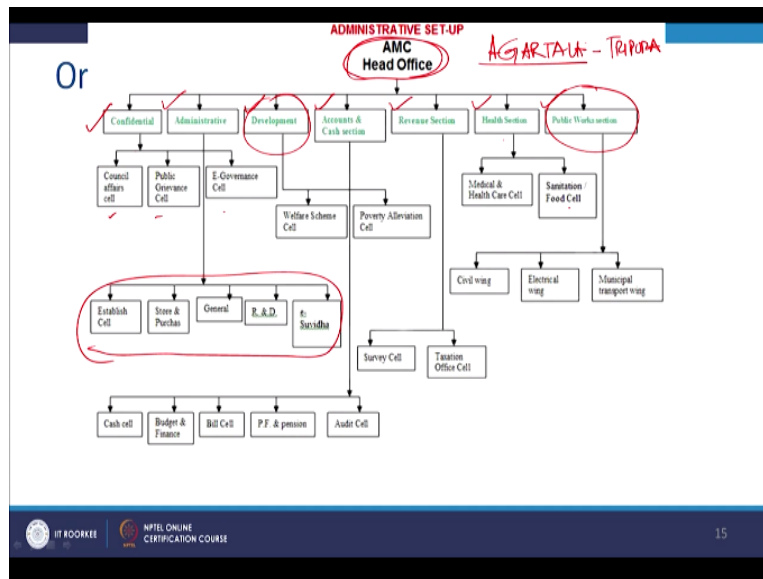 ADMINISTRATIVE SET-UP
AMC
Head Office
AGARTALA - TRIPURA
Or
Confidential
Administrative
Development
Accounts &
Cash section
Revenue Section
Health Section
Public Works section
Council
affairs
cell
Public
Grievance
Cell
E-Governance
Cell
Medical &
Health Care Cell
Sanitation /
Food Cell
Welfare Scheme
Cell
Poverty Alleviation
Cell
Civil wing
Electrical
wing
Municipal
transport wing
Establish
Cell
Store &
Purchas
General
R. & D.
e-
Suvidha
Survey Cell
Taxation
Office Cell
Cash cell
Budget &
Finance
Bill Cell
P.F. & pension
Audit Cell
IIT ROORKEE
NPTEL ONLINE
CERTIFICATION COURSE
15